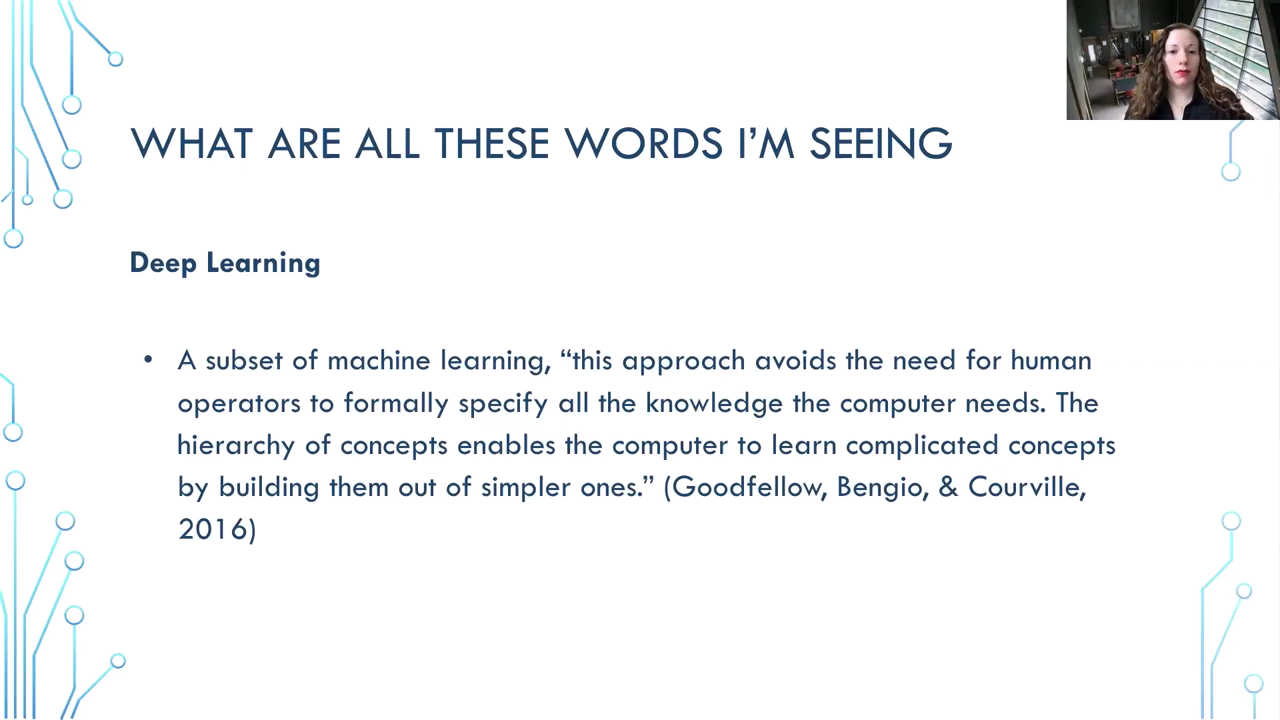 WHAT ARE ALL THESE WORDS I’M SEEING
Deep Learning
• A subset of machine learning, “this approach avoids the need for human
operators to formally specify all the knowledge the computer needs. The
hierarchy of concepts enables the computer to learn complicated concepts
by building them out of simpler ones.” (Goodfellow, Bengio, & Courville,
2016)